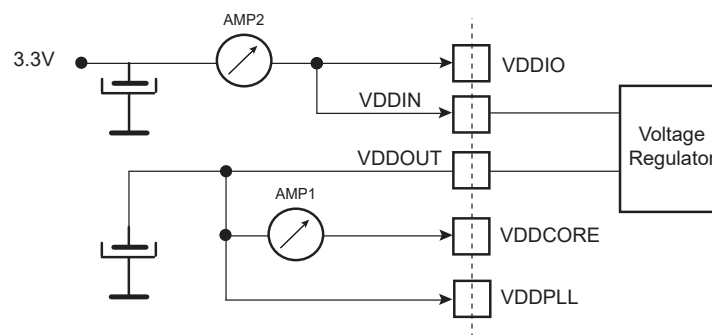 AMP2
3.3V
VDDIO
VDDIN
Voltage
Regulator
VDDOUT
AMP1
VDDCORE
VDDPLL